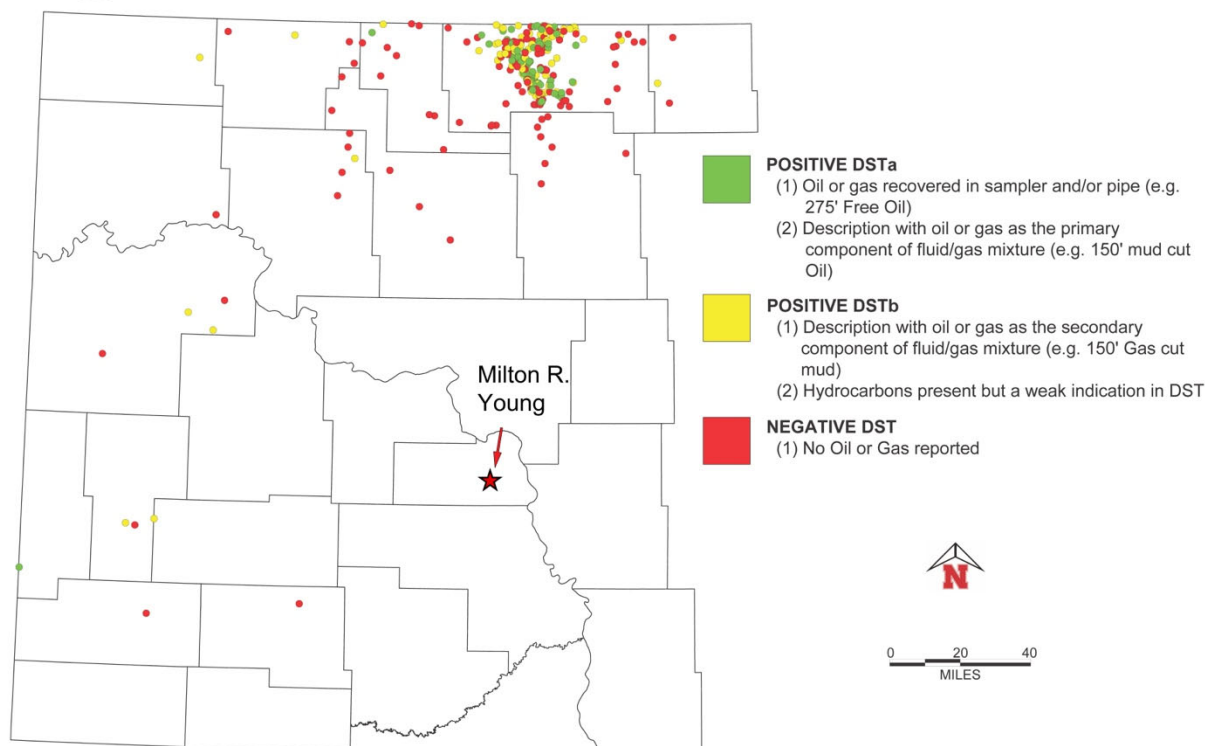 Milton R.
Young
POSITIVE DSTa
(1) Oil or gas recovered in sampler and/or pipe (e.g.
275' Free Oil)
(2) Description with oil or gas as the primary
component of fluid/gas mixture (e.g. 150' mud cut
Oil)
POSITIVE DSTb
(1) Description with oil or gas as the secondary
component of fluid/gas mixture (e.g. 150' Gas cut
mud)
(2) Hydrocarbons present but a weak indication in DST
NEGATIVE DST
(1) No Oil or Gas reported
N
0 20 40
MILES